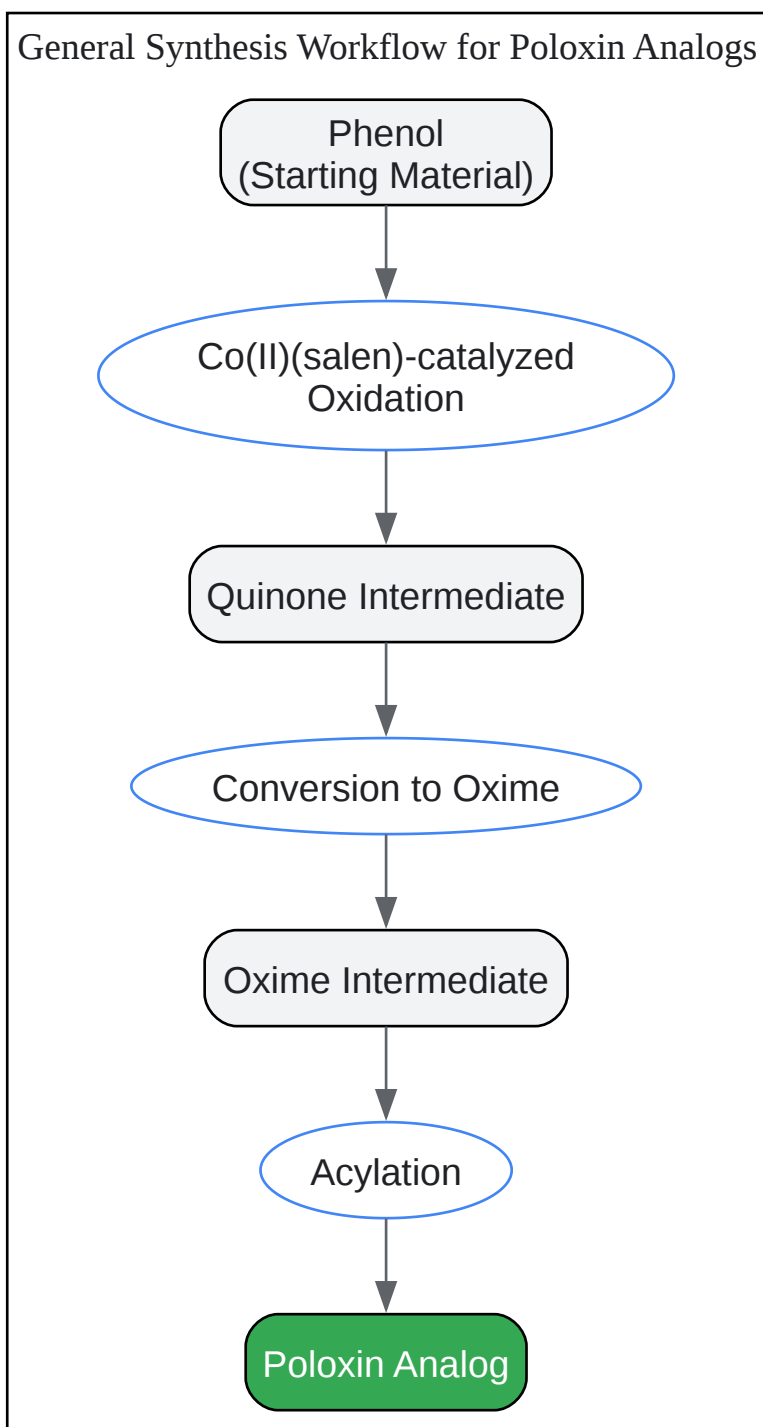 General Synthesis Workflow for Poloxin Analogs
Phenol
(Starting Material)
Co(II)(salen)-catalyzed
Oxidation
Quinone Intermediate
Conversion to Oxime
Oxime Intermediate
Acylation
Poloxin Analog